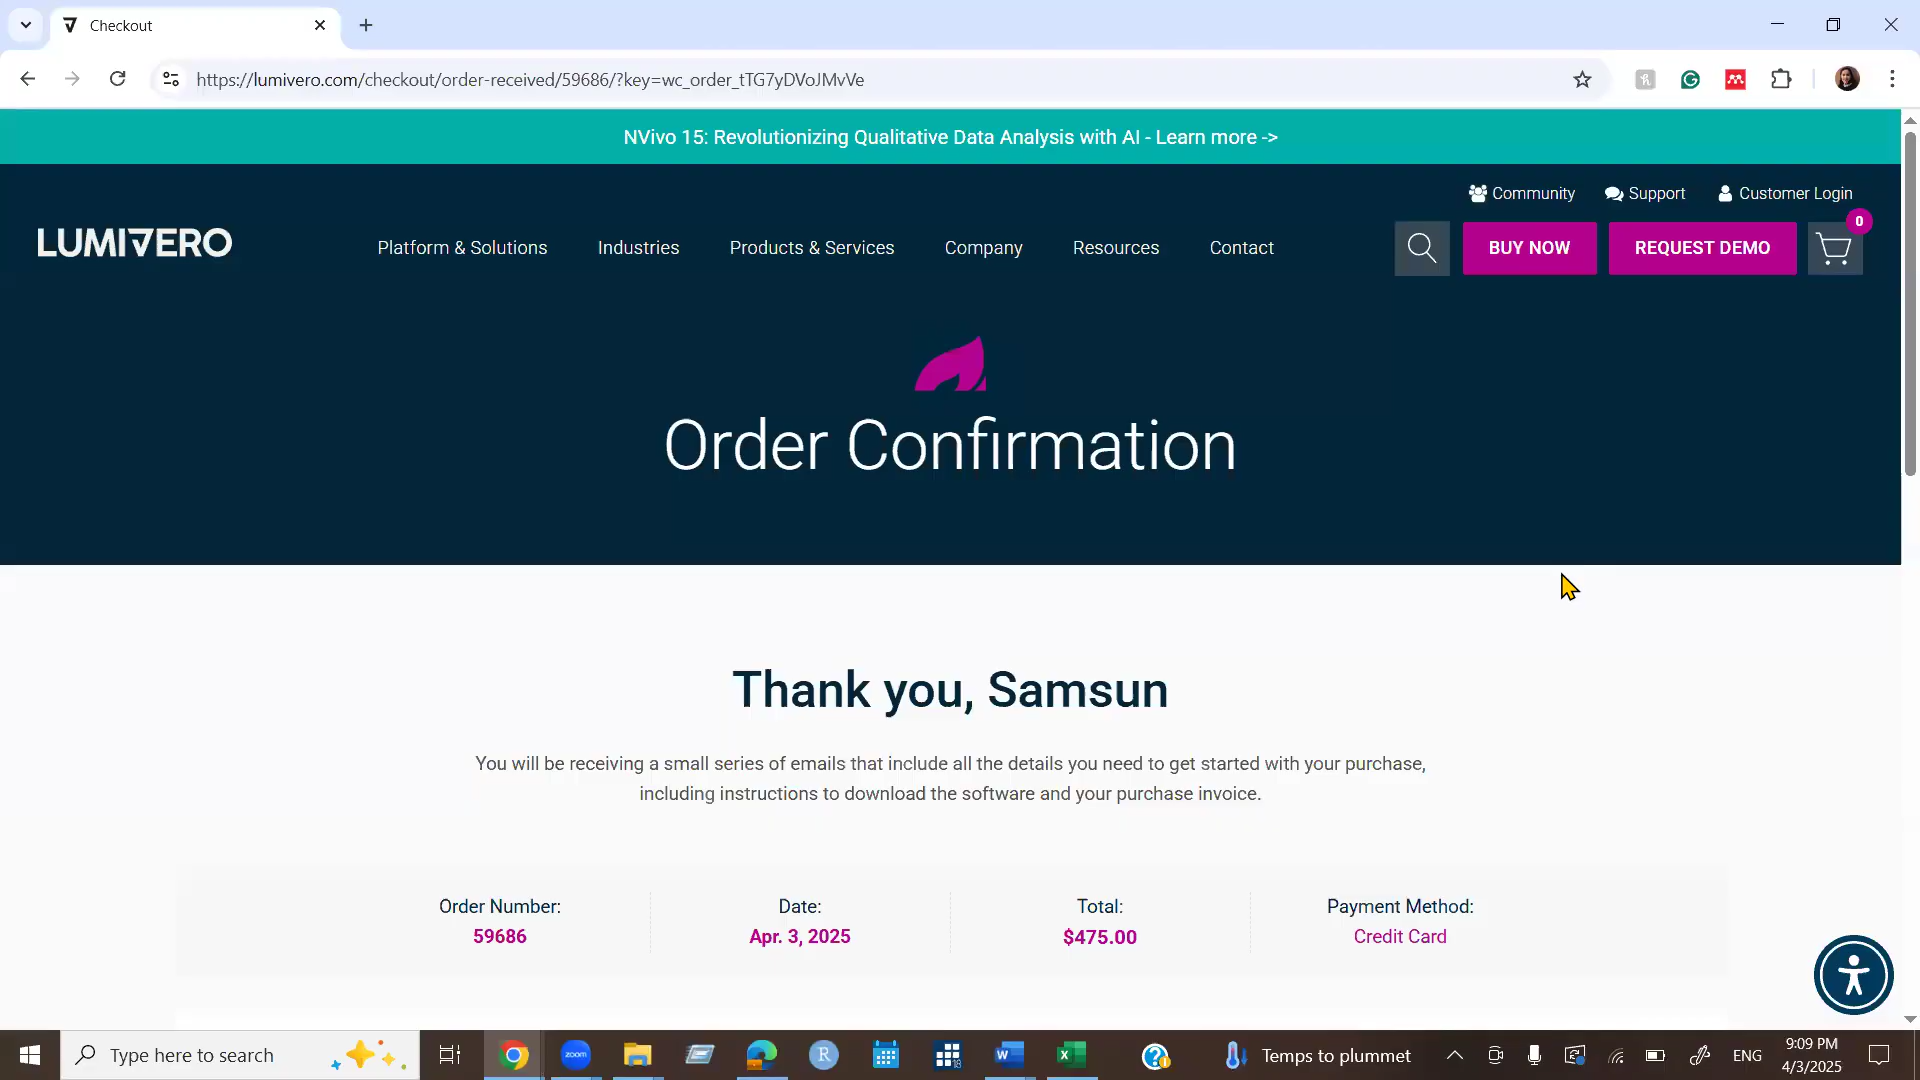 Checkout
https://lumivero.com/checkout/order-received/59686/?key=wc_order_tTG7yDVoJMvVe
NVivo 15: Revolutionizing Qualitative Data Analysis with AI - Learn more ->
Community Support Customer Login
0
LUMIVERO
Platform & Solutions Industries Products & Services Company Resources Contact
BUY NOW REQUEST DEMO
Order Confirmation
Thank you, Samsun
You will be receiving a small series of emails that include all the details you need to get started with your purchase,
including instructions to download the software and your purchase invoice.
Order Number: Date: Total: Payment Method:
59686 Apr. 3, 2025 $475.00 Credit Card
Type here to search
zoom
R
18
W
X
Temps to plummet
ENG
9:09 PM
4/3/2025